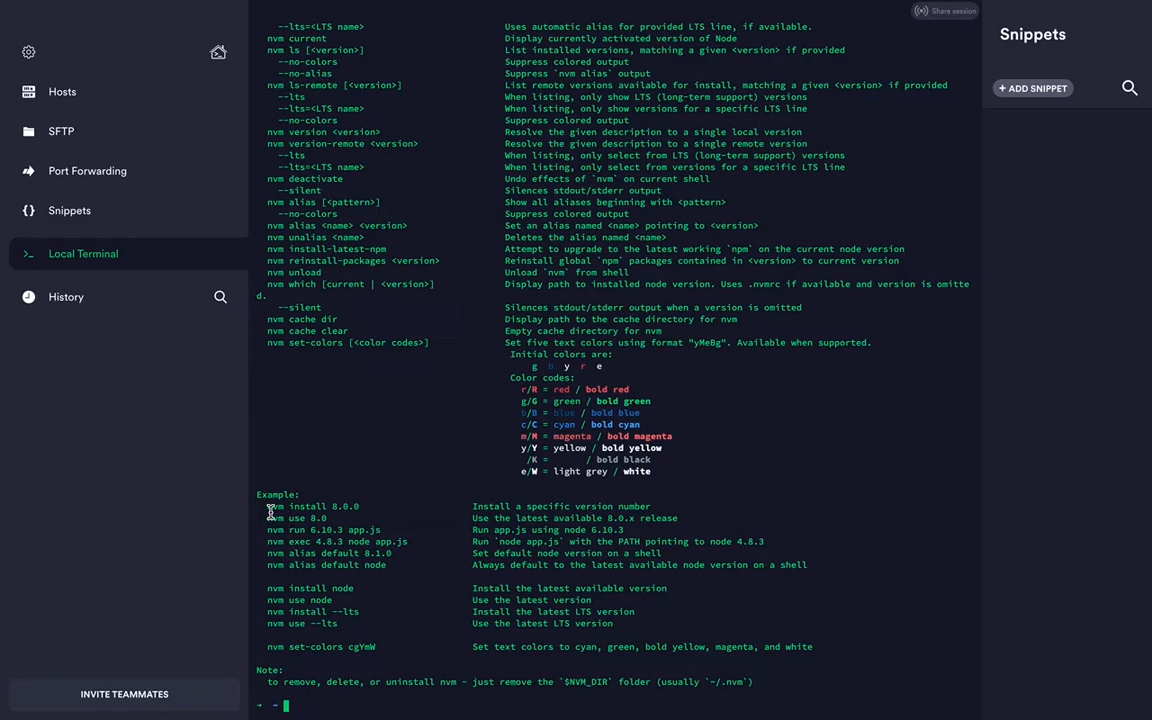 Share session
Snippets
+ ADD SNIPPET
Hosts
SFTP
Port Forwarding
Snippets
Local Terminal
History
INVITE TEAMMATES
--lts=<LTS name> Uses automatic alias for provided LTS line, if available.
nvm current Display currently activated version of Node
nvm ls [<version>] List installed versions, matching a given <version> if provided
--no-colors Suppress colored output
--no-alias Suppress `nvm alias` output
nvm ls-remote [<version>] List remote versions available for install, matching a given <version> if provided
--lts When listing, only show LTS (long-term support) versions
--lts=<LTS name> When listing, only show versions for a specific LTS line
--no-colors Suppress colored output
nvm version <version> Resolve the given description to a single local version
nvm version-remote <version> Resolve the given description to a single remote version
--lts When listing, only select from LTS (long-term support) versions
--lts=<LTS name> When listing, only select from versions for a specific LTS line
nvm deactivate Undo effects of `nvm` on current shell
--silent Silences stdout/stderr output
nvm alias [<pattern>] Show all aliases beginning with <pattern>
--no-colors Suppress colored output
nvm alias <name> <version> Set an alias named <name> pointing to <version>
nvm unalias <name> Deletes the alias named <name>
nvm install-latest-npm Attempt to upgrade to the latest working `npm` on the current node version
nvm reinstall-packages <version> Reinstall global `npm` packages contained in <version> to current version
nvm unload Unload `nvm` from shell
nvm which [current | <version>] Display path to installed node version. Uses .nvmrc if available and version is omitte
d.
--silent Silences stdout/stderr output when a version is omitted
nvm cache dir Display path to the cache directory for nvm
nvm cache clear Empty cache directory for nvm
nvm set-colors [<color codes>] Set five text colors using format "yMeBg". Available when supported.
Initial colors are:
g b y r e
Color codes:
r/R = red / bold red
g/G = green / bold green
b/B = blue / bold blue
c/C = cyan / bold cyan
m/M = magenta / bold magenta
y/Y = yellow / bold yellow
/K = / bold black
e/W = light grey / white
Example:
nvm install 8.0.0 Install a specific version number
nvm use 8.0 Use the latest available 8.0.x release
nvm run 6.10.3 app.js Run app.js using node 6.10.3
nvm exec 4.8.3 node app.js Run `node app.js` with the PATH pointing to node 4.8.3
nvm alias default 8.1.0 Set default node version on a shell
nvm alias default node Always default to the latest available node version on a shell
nvm install node Install the latest available version
nvm use node Use the latest version
nvm install --lts Install the latest LTS version
nvm use --lts Use the latest LTS version
nvm set-colors cgYmW Set text colors to cyan, green, bold yellow, magenta, and white
Note:
to remove, delete, or uninstall nvm - just remove the `$NVM_DIR` folder (usually `~/.nvm`)
➜ ~